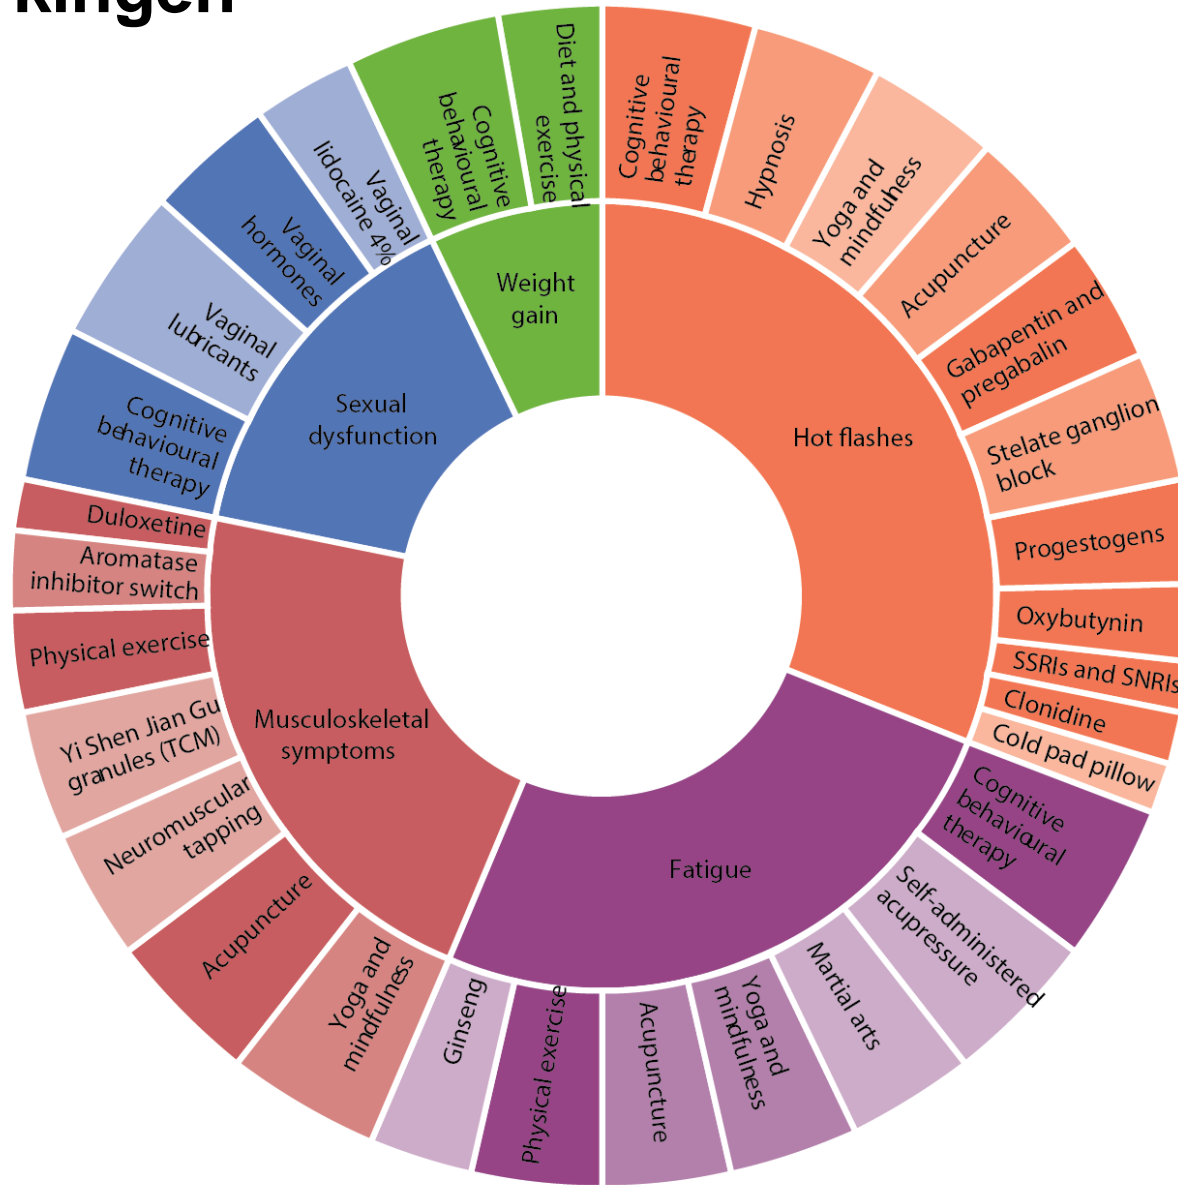 kingen
Cognitive
behavioural
therapy
Hypnosis
Yoga and
mindfulness
Acupuncture
Gabapentin and
pregabalin
Stelate ganglion
block
Progestogens
Oxybutynin
SSRIs and SNRIs
Clonidine
Cold pad pillow
Hot flashes
Cognitive
behavioural
therapy
Self-administered
acupressure
Martial arts
Yoga and
mindfulness
Acupuncture
Physical exercise
Ginseng
Fatigue
Yoga and
mindfulness
Acupuncture
Neuromuscular
tapping
Yi Shen Jian Gu
granules (TCM)
Physical exercise
Aromatase
inhibitor switch
Duloxetine
Musculoskeletal
symptoms
Cognitive
behavioural
therapy
Vaginal
lubricants
Vaginal
hormones
Vaginal
lidocaine 4%
Sexual
dysfunction
Cognitive
behavioural
therapy
Diet and physical
exercise
Weight
gain